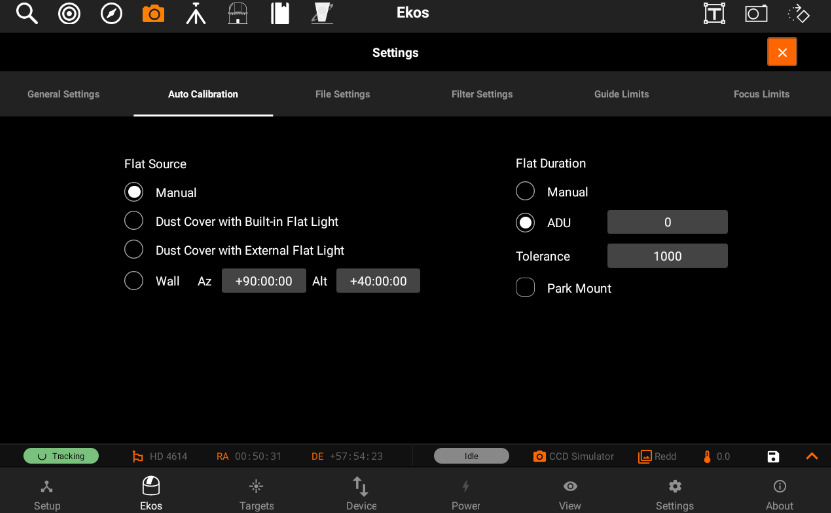 Ekos
Settings
General Settings
Auto Calibration
File Settings
Filter Settings
Guide Limits
Focus Limits
Flat Source
Manual
Dust Cover with Built-in Flat Light
Dust Cover with External Flat Light
Wall Az +90:00:00 Alt +40:00:00
Flat Duration
Manual
ADU 0
Tolerance 1000
Park Mount
Tracking HD 4614 RA 00:50:31 DE +57:54:23 Idle CCD Simulator Redd 0.0
Setup Ekos Targets Device Power View Settings About